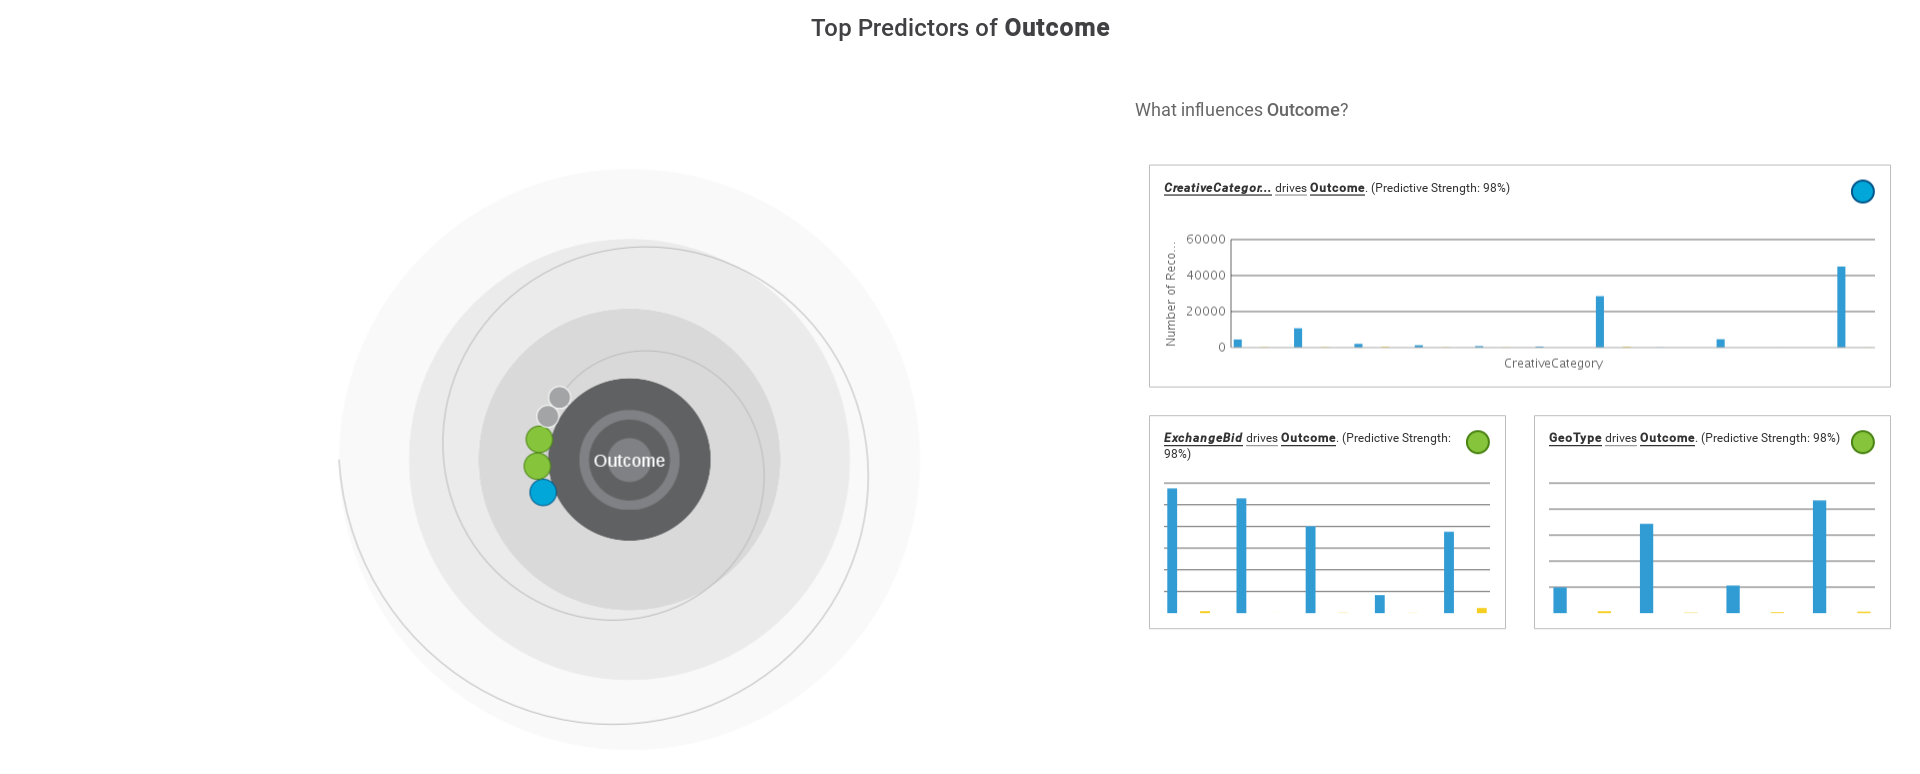 Top Predictors of Outcome
What influences Outcome?
CreativeCategor... drives Outcome. (Predictive Strength: 98%)
Number of Reco...
60000
40000
20000
0
CreativeCategory
Outcome
ExchangeBid drives Outcome. (Predictive Strength:
98%)
GeoType drives Outcome. (Predictive Strength: 98%)